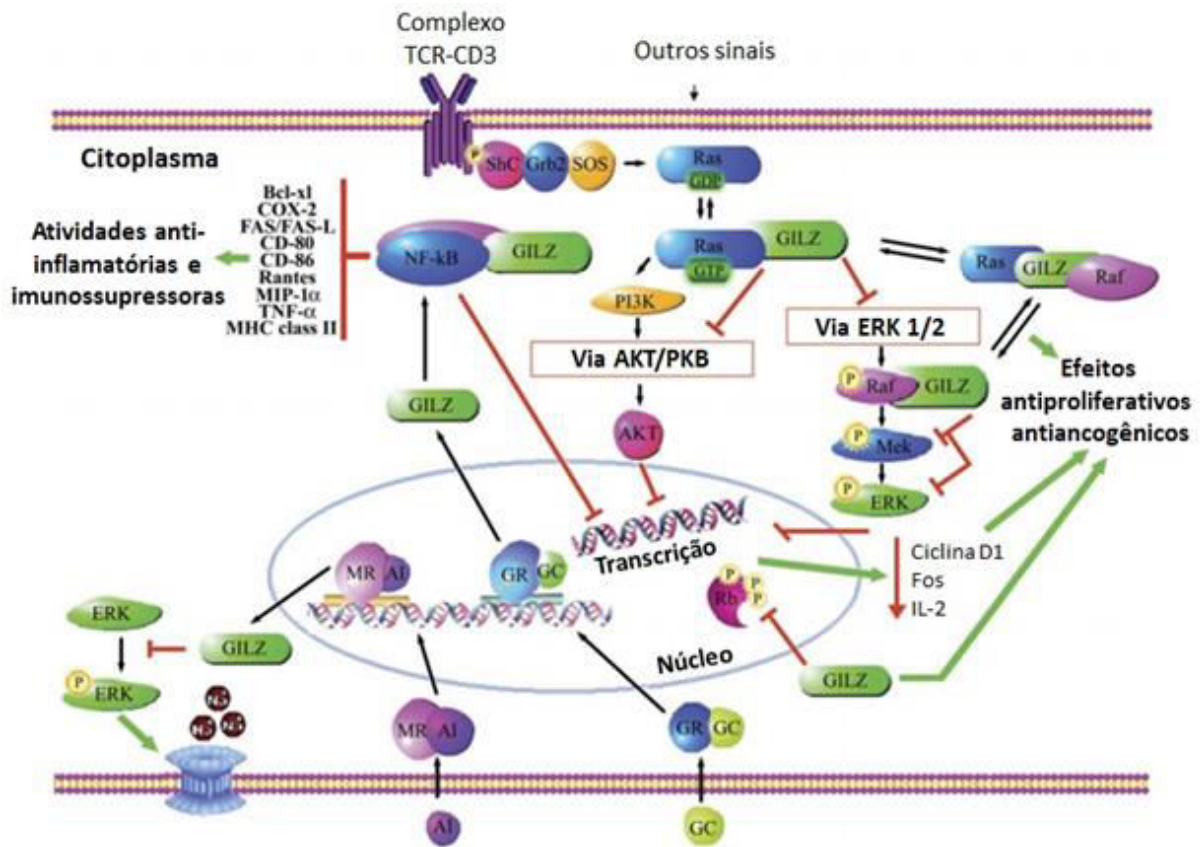 Complexo
TCR-CD3
Outros sinais
Citoplasma
P
ShC
Grb2
SOS
Ras
GDP
Bcl-xl
COX-2
FAS/FAS-L
CD-80
CD-86
Rantes
MIP-1α
TNF-α
MHC class II
Atividades anti-
inflamatórias e
imunossupressoras
NF-kB
GILZ
Ras
GTP
GILZ
Ras
GILZ
Raf
PI3K
Via AKT/PKB
Via ERK 1/2
P
Raf
GILZ
Efeitos
antiproliferativos
antiancogênicos
GILZ
AKT
P
Mek
P
ERK
Transcrição
MR
AI
GR
GC
P
P
P
P
Rb
Ciclina D1
Fos
IL-2
ERK
GILZ
Núcleo
GILZ
P
ERK
MR
AI
GR
GC
AI
GC